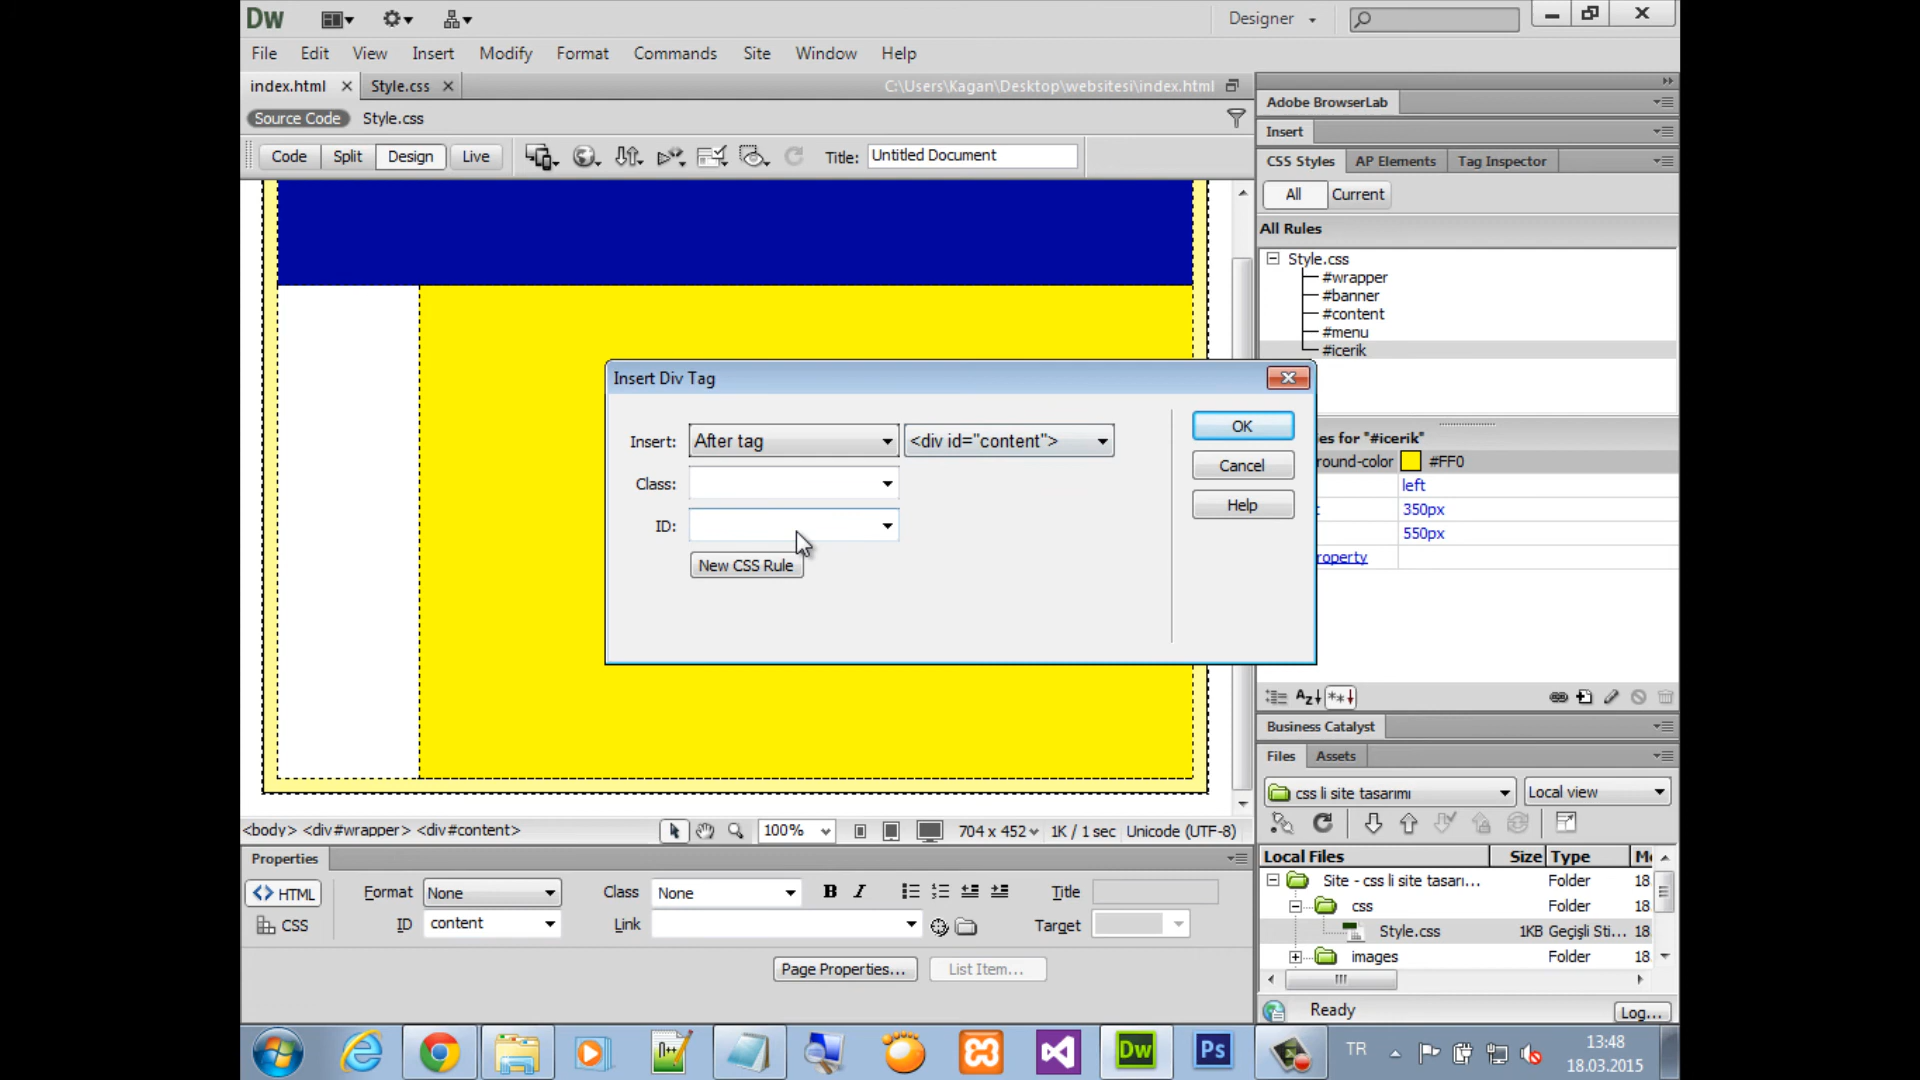 Dw
Designer
File Edit View Insert Modify Format Commands Site Window Help
index.html Style.css C:\Users\Kagan\Desktop\websitesi\index.html
Source Code Style.css
Code Split Design Live Title: Untitled Document
Adobe BrowserLab
Insert
CSS Styles AP Elements Tag Inspector
All Current
All Rules
Style.css
#wrapper
#banner
#content
#menu
#icerik
Insert Div Tag
Insert: After tag <div id="content"> OK
Class: Cancel
ID: Help
New CSS Rule
es for "#icerik"
round-color #FF0
left
350px
550px
roperty
Business Catalyst
Files Assets
css li site tasarımı Local view
<body> <div#wrapper> <div#content> 100% 704 x 452 1K / 1 sec Unicode (UTF-8)
Properties
HTML Format None Class None B I Title
CSS ID content Link Target
Page Properties... List Item...
Local Files Size Type
Site - css li site tasarı... Folder 18
css Folder 18
Style.css 1KB Geçişli Sti... 18
images Folder 18
Ready Log...
Dw Ps TR 13:48
18.03.2015